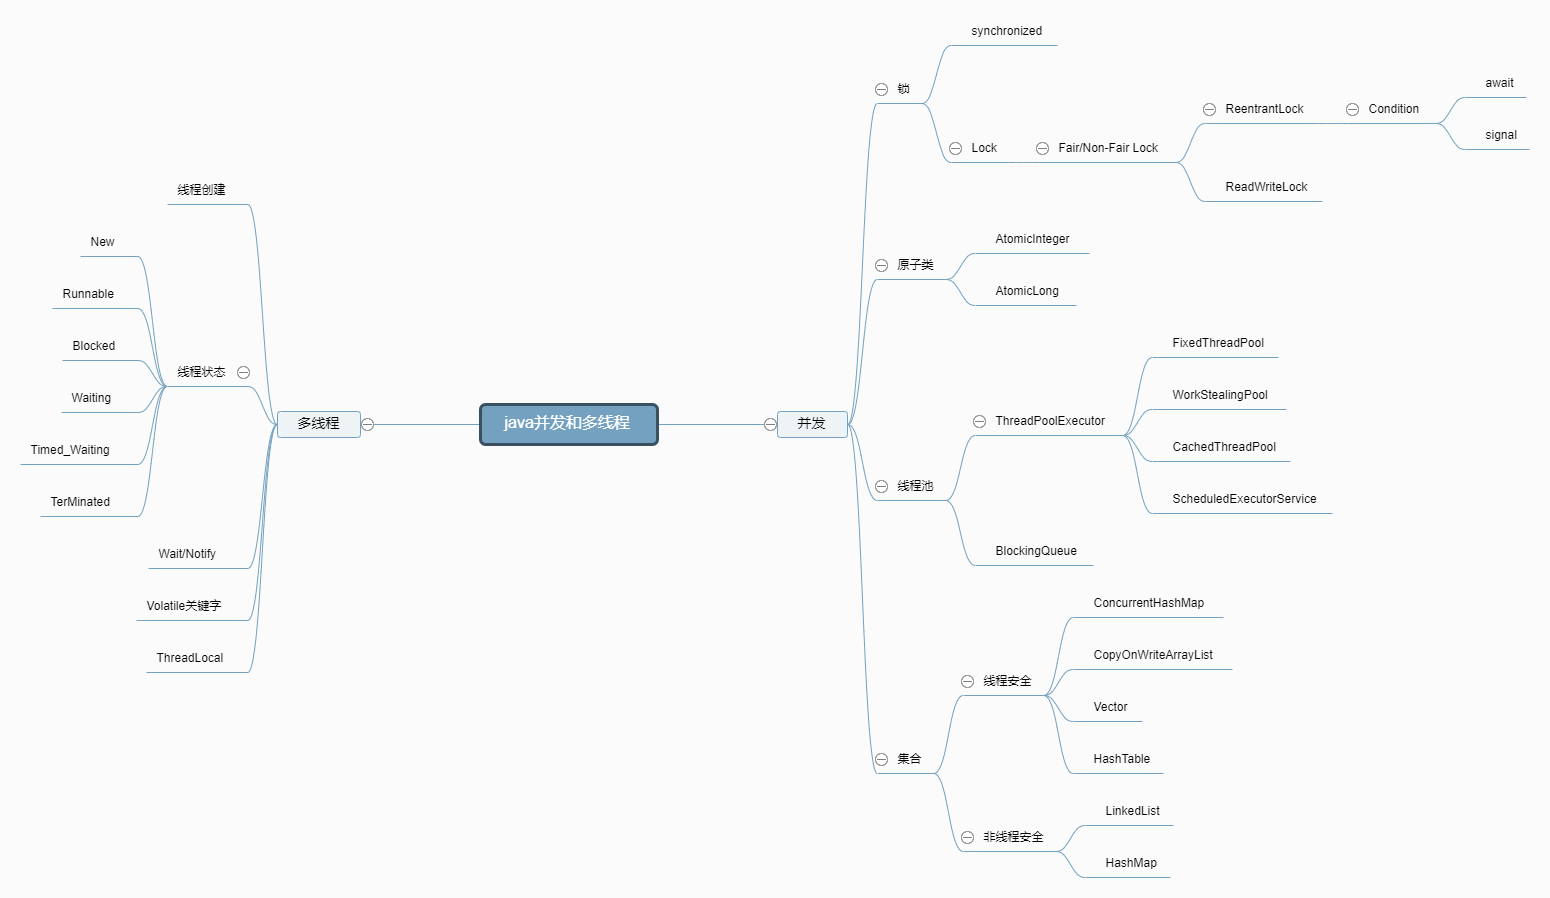 java并发和多线程
多线程
线程创建
线程状态
New
Runnable
Blocked
Waiting
Timed_Waiting
TerMinated
Wait/Notify
Volatile关键字
ThreadLocal
并发
锁
synchronized
Lock
Fair/Non-Fair Lock
ReentrantLock
Condition
await
signal
ReadWriteLock
原子类
AtomicInteger
AtomicLong
线程池
ThreadPoolExecutor
FixedThreadPool
WorkStealingPool
CachedThreadPool
ScheduledExecutorService
BlockingQueue
集合
线程安全
ConcurrentHashMap
CopyOnWriteArrayList
Vector
HashTable
非线程安全
LinkedList
HashMap